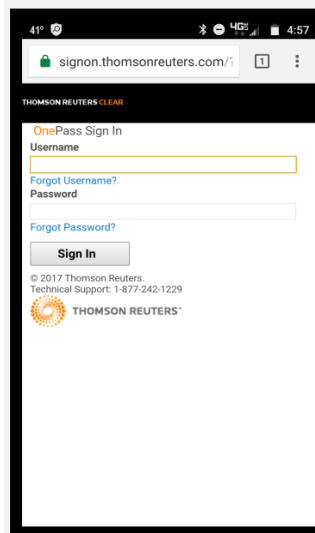 41° 4G 4:57
signon.thomsonreuters.com/ 1
THOMSON REUTERS CLEAR
OnePass Sign In
Username
Forgot Username?
Password
Forgot Password?
Sign In
© 2017 Thomson Reuters.
Technical Support: 1-877-242-1229
THOMSON REUTERS